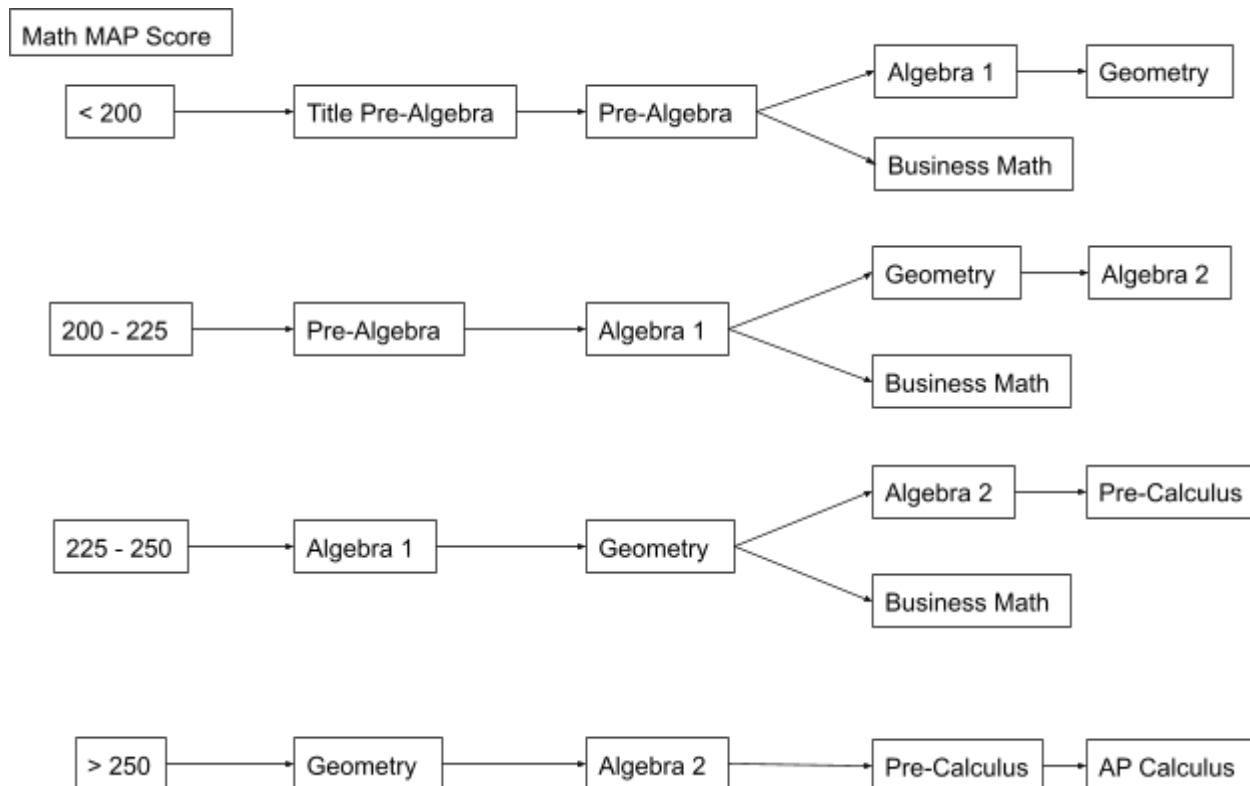 Math MAP Score
< 200
Title Pre-Algebra
Pre-Algebra
Algebra 1
Geometry
Business Math
200 - 225
Pre-Algebra
Algebra 1
Geometry
Algebra 2
Business Math
225 - 250
Algebra 1
Geometry
Algebra 2
Pre-Calculus
Business Math
> 250
Geometry
Algebra 2
Pre-Calculus
AP Calculus